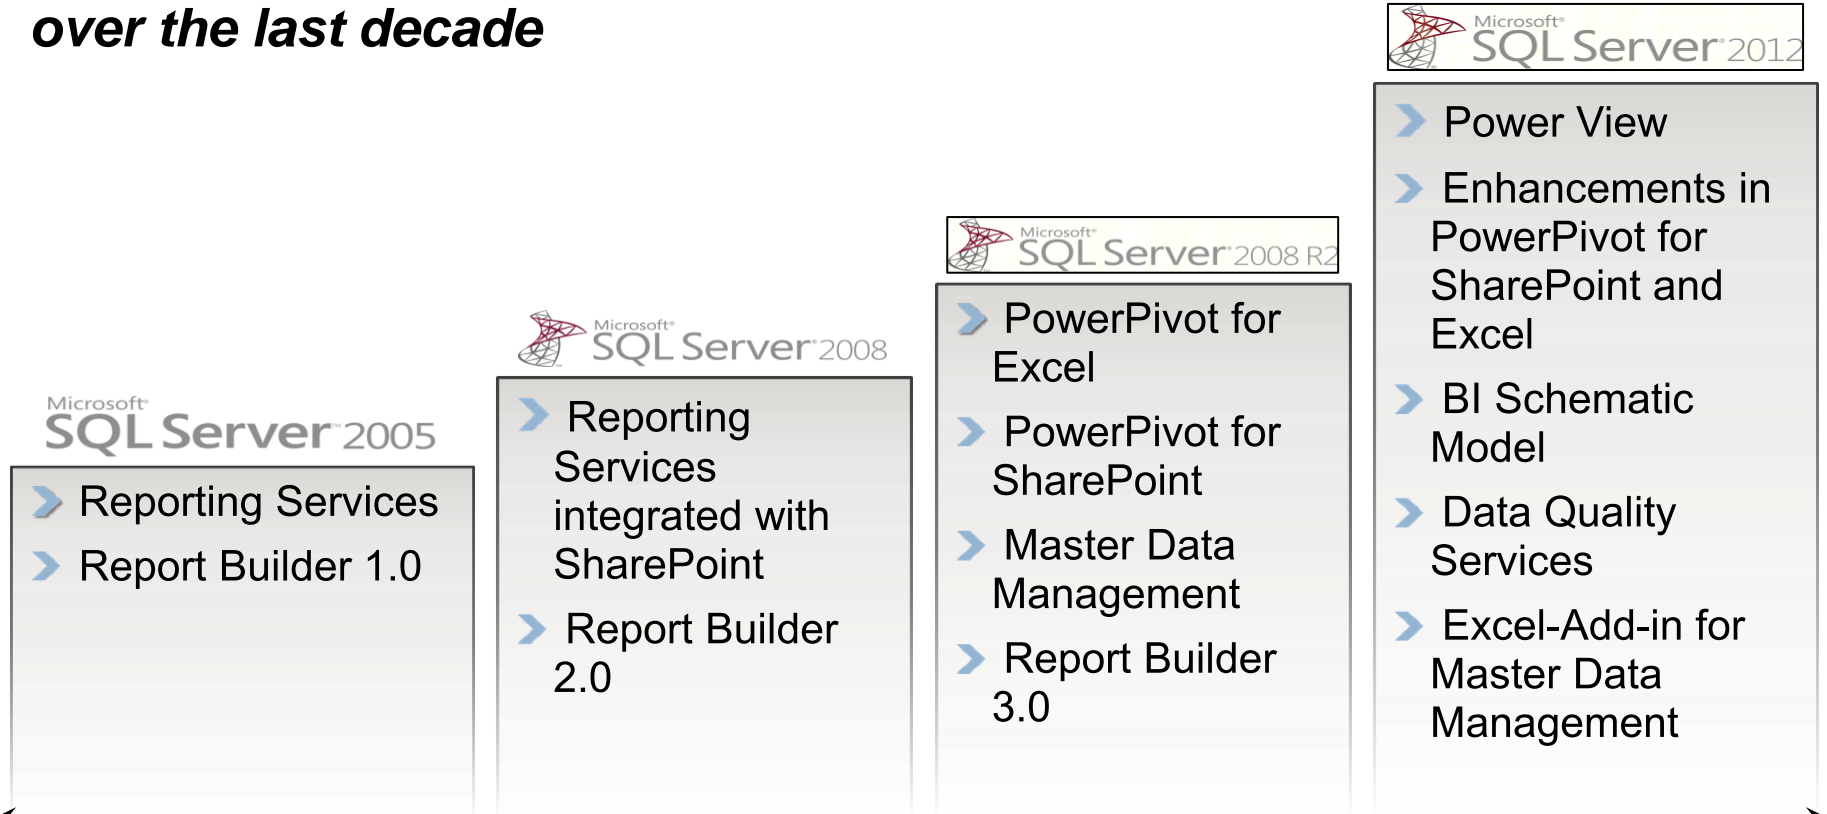 over the last decade
Microsoft®
SQL Server™2005
Reporting Services
Report Builder 1.0
Microsoft®
SQL Server®2008
Reporting
Services
integrated with
SharePoint
Report Builder
2.0
Microsoft®
SQL Server®2008 R2
PowerPivot for
Excel
PowerPivot for
SharePoint
Master Data
Management
Report Builder
3.0
Microsoft®
SQL Server®2012
Power View
Enhancements in
PowerPivot for
SharePoint and
Excel
BI Schematic
Model
Data Quality
Services
Excel-Add-in for
Master Data
Management